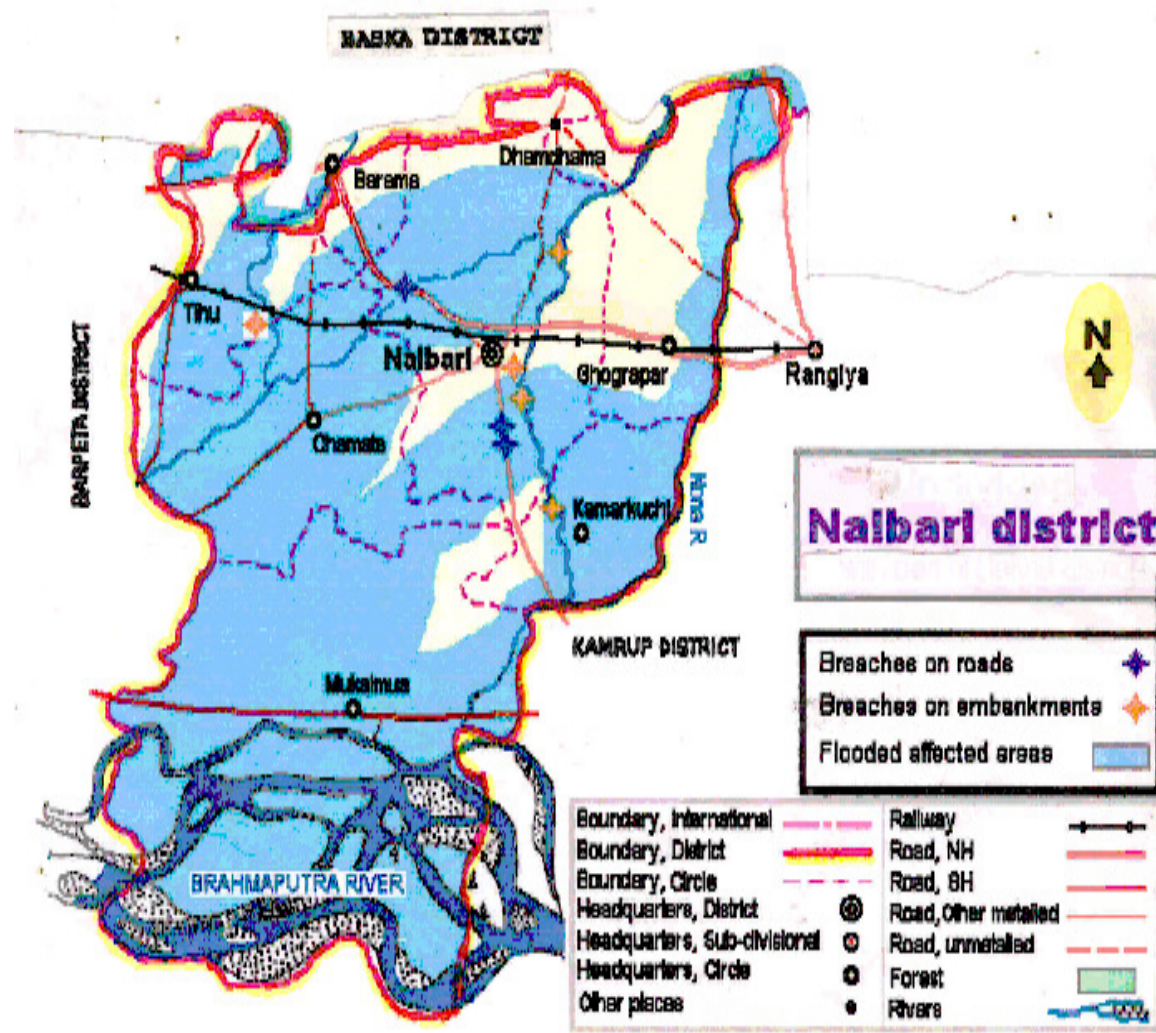 BASKA DISTRICT
Dhamdhama
Barama
Tihu
Nalbari
Ghograpar
Rangiya
N
BARPETA DISTRICT
Chamata
Kamarkuchi
Nona R
Nalbari district
KAMRUP DISTRICT
Mukalmua
Breaches on roads
Breaches on embankments
Flooded affected areas
BRAHMAPUTRA RIVER
Boundary, International
Boundary, District
Boundary, Circle
Headquarters, District
Headquarters, Sub-divisional
Headquarters, Circle
Other places
Railway
Road, NH
Road, SH
Road, Other metalled
Road, unmetalled
Forest
Rivers